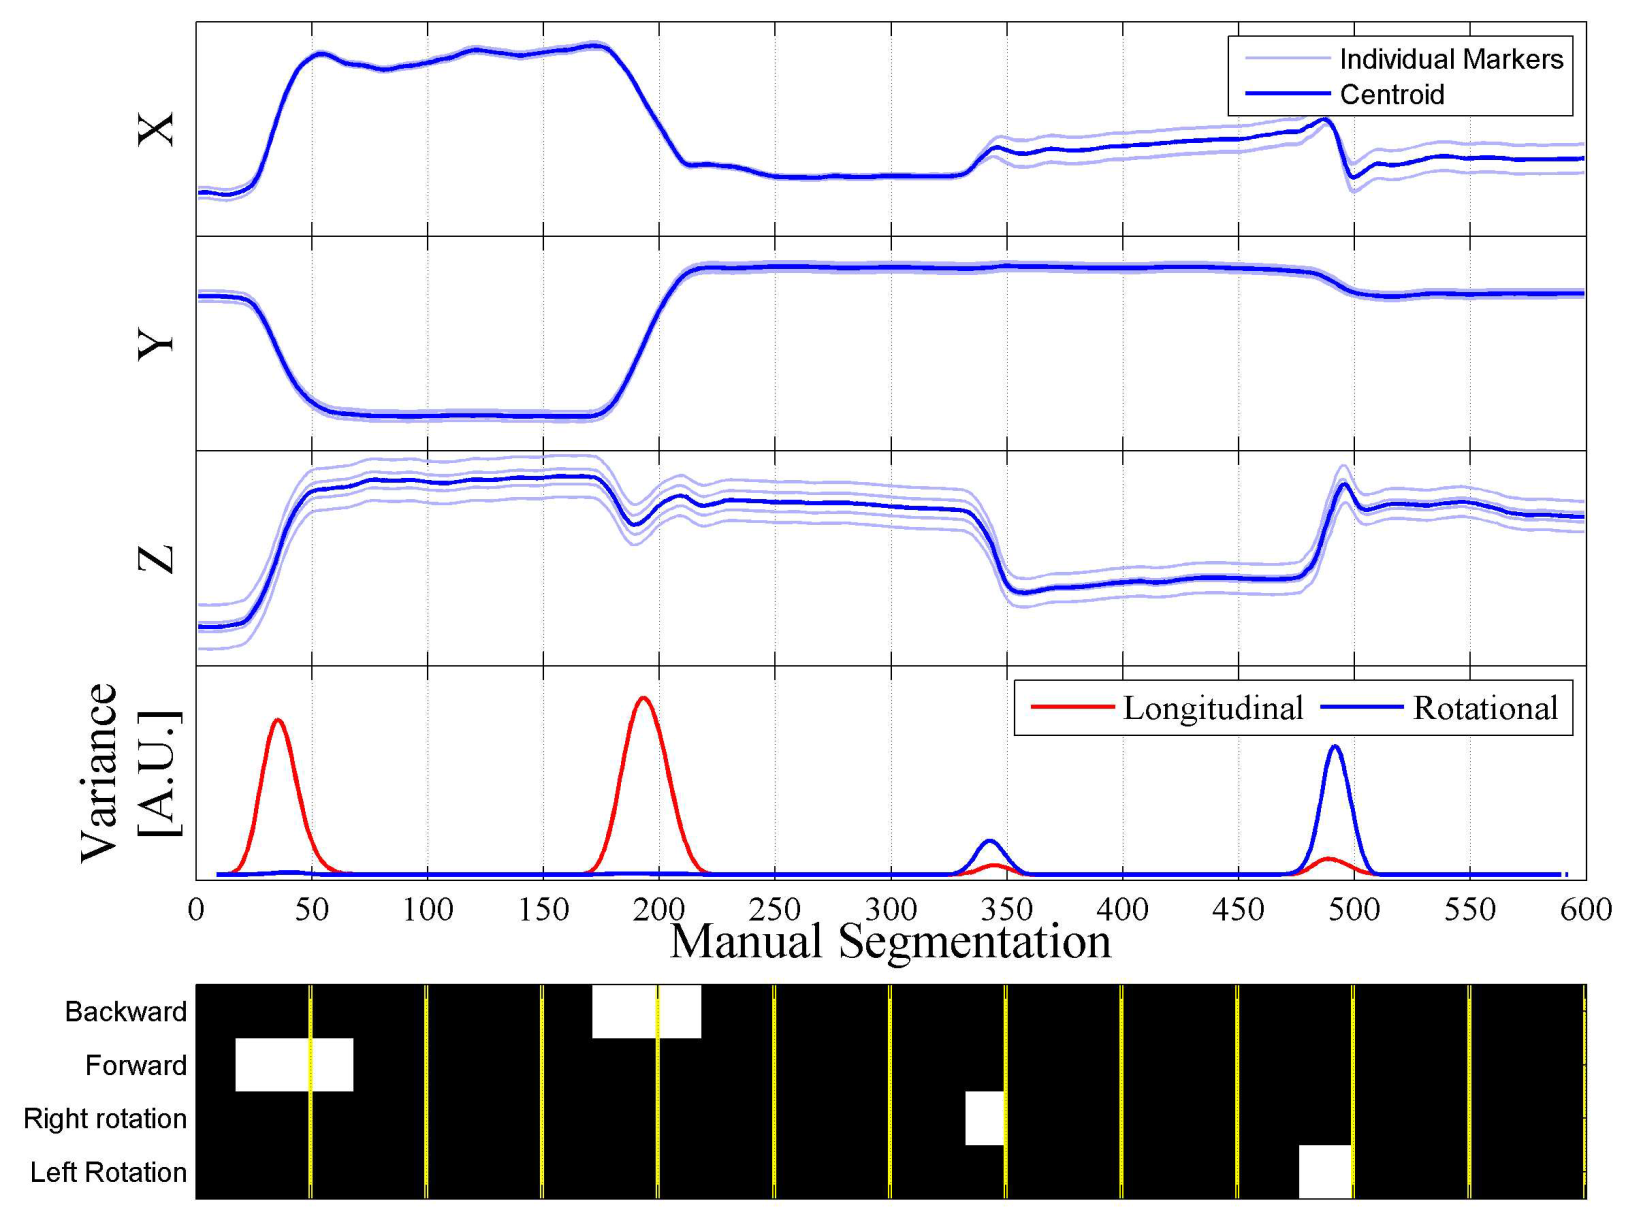 X
Individual Markers
Centroid
Y
Z
Variance
[A.U.]
Longitudinal Rotational
0 50 100 150 200 250 300 350 400 450 500 550 600
Manual Segmentation
Backward
Forward
Right rotation
Left Rotation